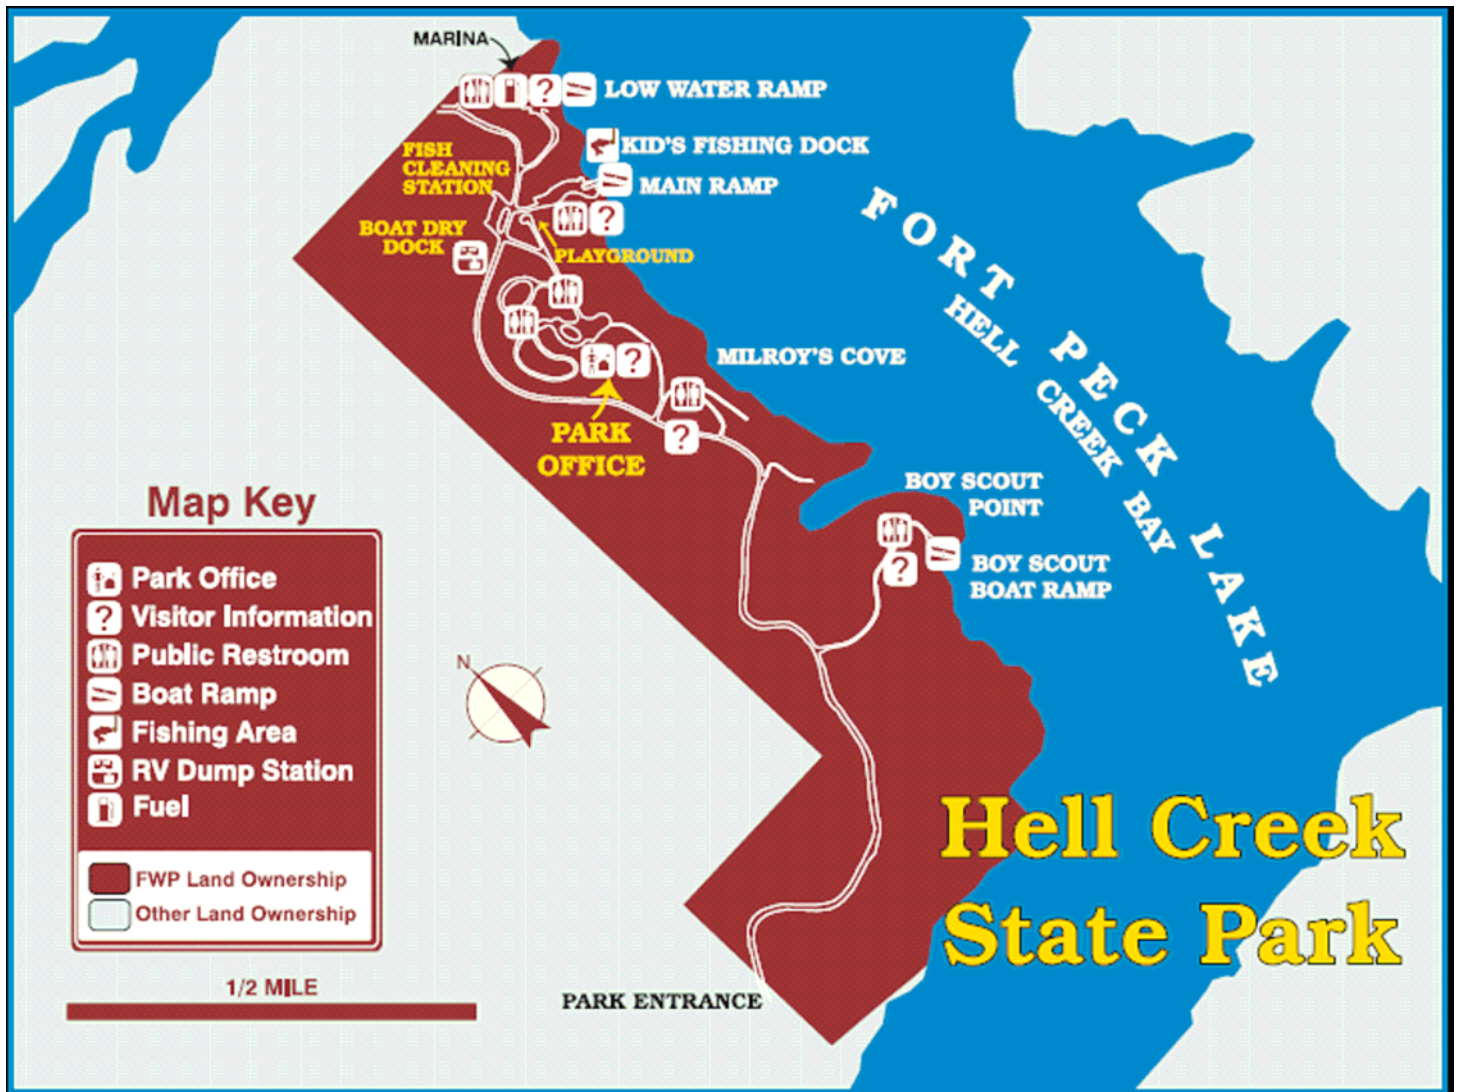 MARINA
LOW WATER RAMP
KID'S FISHING DOCK
FISH
CLEANING
STATION
MAIN RAMP
BOAT DRY
DOCK
PLAYGROUND
FORT PECK LAKE
HELL CREEK BAY
MILROY'S COVE
PARK
OFFICE
BOY SCOUT
POINT
BOY SCOUT
BOAT RAMP
Map Key
Park Office
? Visitor Information
Public Restroom
Boat Ramp
Fishing Area
RV Dump Station
Fuel
FWP Land Ownership
Other Land Ownership
N
1/2 MILE
Hell Creek
State Park
PARK ENTRANCE